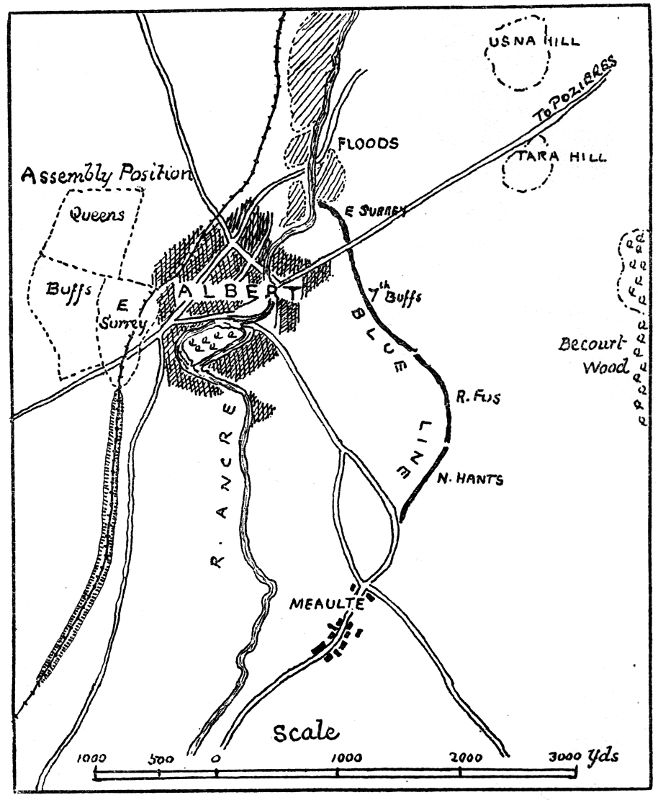 USNA HILL
TO POZIERES
FLOODS
TARA HILL
Assembly Position
Queens
E SURREY
Buffs
E
Surrey
ALBERT
7th Buffs
BLUE
LINE
Becourt-
Wood
R. FUS
R. ANCRE
N. HANTS
MEAULTE
Scale
1000 500 0 1000 2000 3000 yds